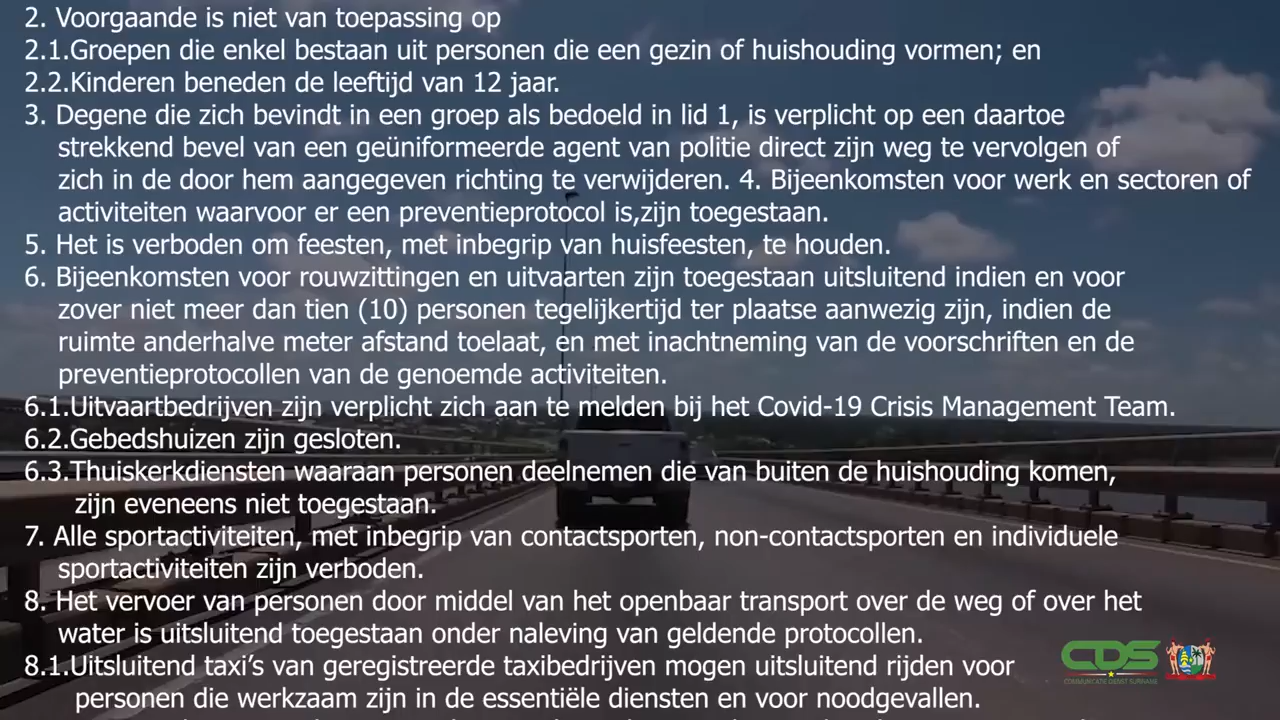 2. Voorgaande is niet van toepassing op
2.1.Groepen die enkel bestaan uit personen die een gezin of huishouding vormen; en
2.2.Kinderen beneden de leeftijd van 12 jaar.
3. Degene die zich bevindt in een groep als bedoeld in lid 1, is verplicht op een daartoe
strekkend bevel van een geüniformeerde agent van politie direct zijn weg te vervolgen of
zich in de door hem aangegeven richting te verwijderen. 4. Bijeenkomsten voor werk en sectoren of
activiteiten waarvoor er een preventieprotocol is,zijn toegestaan.
5. Het is verboden om feesten, met inbegrip van huisfeesten, te houden.
6. Bijeenkomsten voor rouwzittingen en uitvaarten zijn toegestaan uitsluitend indien en voor
zover niet meer dan tien (10) personen tegelijkertijd ter plaatse aanwezig zijn, indien de
ruimte anderhalve meter afstand toelaat, en met inachtneming van de voorschriften en de
preventieprotocollen van de genoemde activiteiten.
6.1.Uitvaartbedrijven zijn verplicht zich aan te melden bij het Covid-19 Crisis Management Team.
6.2.Gebedshuizen zijn gesloten.
6.3.Thuiskerkdiensten waaraan personen deelnemen die van buiten de huishouding komen,
zijn eveneens niet toegestaan.
7. Alle sportactiviteiten, met inbegrip van contactsporten, non-contactsporten en individuele
sportactiviteiten zijn verboden.
8. Het vervoer van personen door middel van het openbaar transport over de weg of over het
water is uitsluitend toegestaan onder naleving van geldende protocollen.
8.1.Uitsluitend taxi’s van geregistreerde taxibedrijven mogen uitsluitend rijden voor
personen die werkzaam zijn in de essentiële diensten en voor noodgevallen.
CDS
COMMUNICATIE DIENST SURINAME